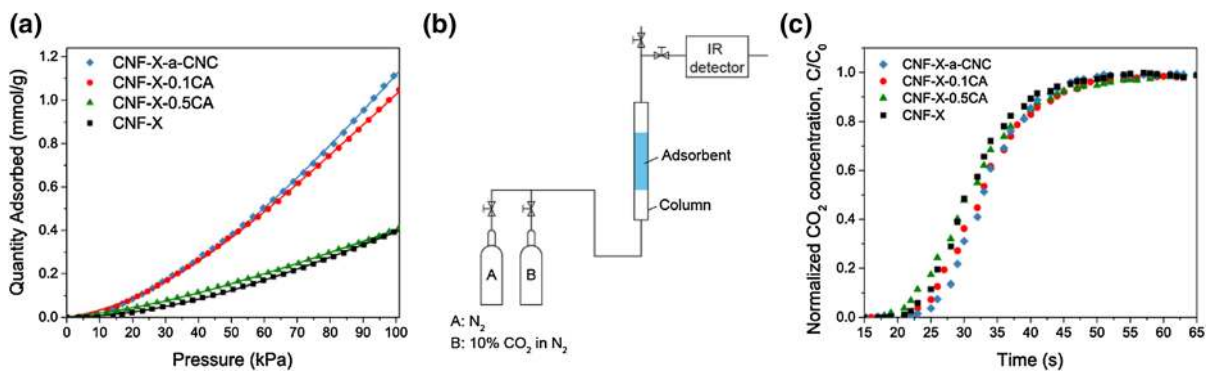 (a)
Quantity Adsorbed (mmol/g)
1.2
1.0
0.8
0.6
0.4
0.2
0.0
CNF-X-a-CNC
CNF-X-0.1CA
CNF-X-0.5CA
CNF-X
0 10 20 30 40 50 60 70 80 90 100
Pressure (kPa)
(b)
IR
detector
Adsorbent
Column
A
B
A: N₂
B: 10% CO₂ in N₂
(c)
Normalized CO₂ concentration, C/C₀
1.0
0.8
0.6
0.4
0.2
0.0
CNF-X-a-CNC
CNF-X-0.1CA
CNF-X-0.5CA
CNF-X
15 20 25 30 35 40 45 50 55 60 65
Time (s)